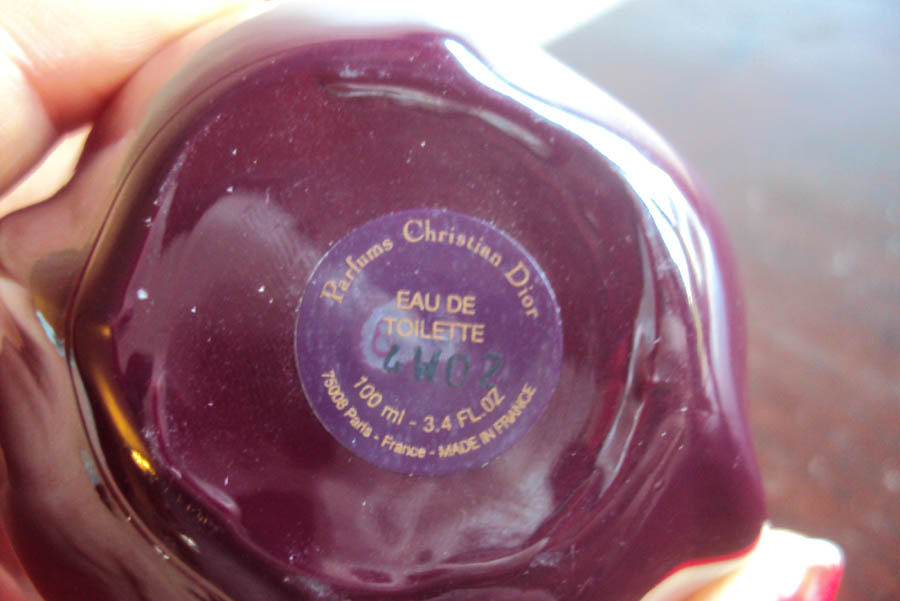 Parfums Christian Dior
EAU DE
TOILETTE
4W02
100 ml - 3.4 FL.OZ
75008 Paris - France - MADE IN FRANCE